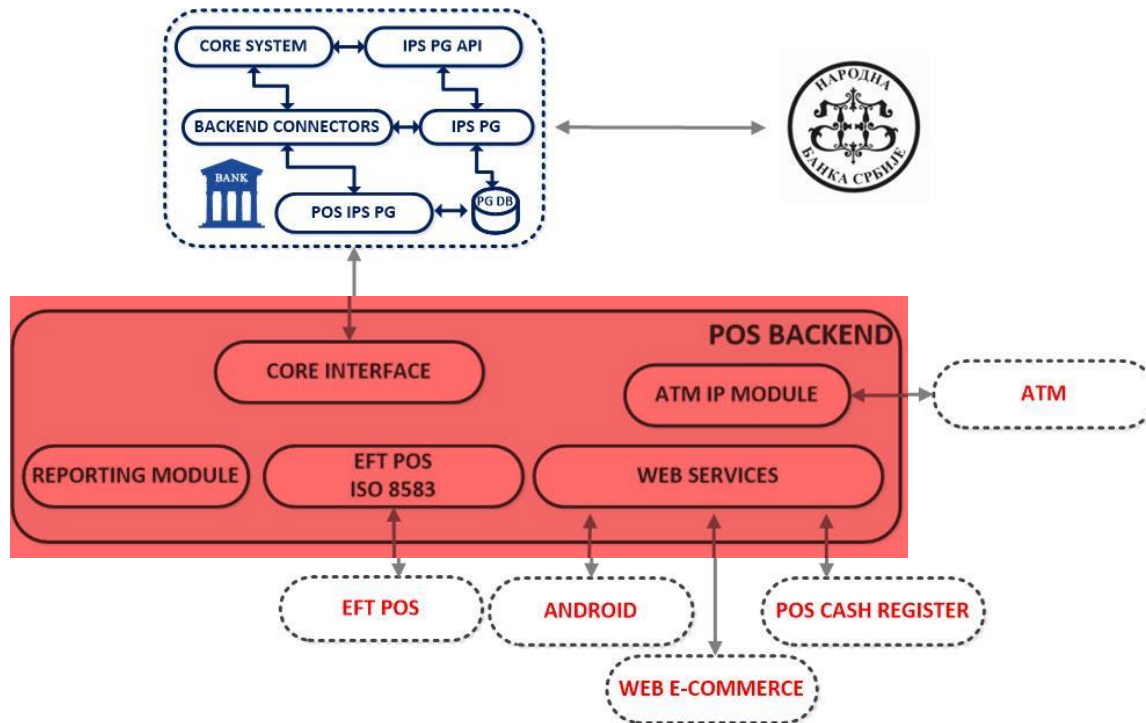 CORE SYSTEM
IPS PG API
BACKEND CONNECTORS
IPS PG
BANK
POS IPS PG
PG DB
НАРОДНА
БАНКА СРБИЈЕ
POS BACKEND
CORE INTERFACE
ATM IP MODULE
ATM
REPORTING MODULE
EFT POS
ISO 8583
WEB SERVICES
EFT POS
ANDROID
POS CASH REGISTER
WEB E-COMMERCE